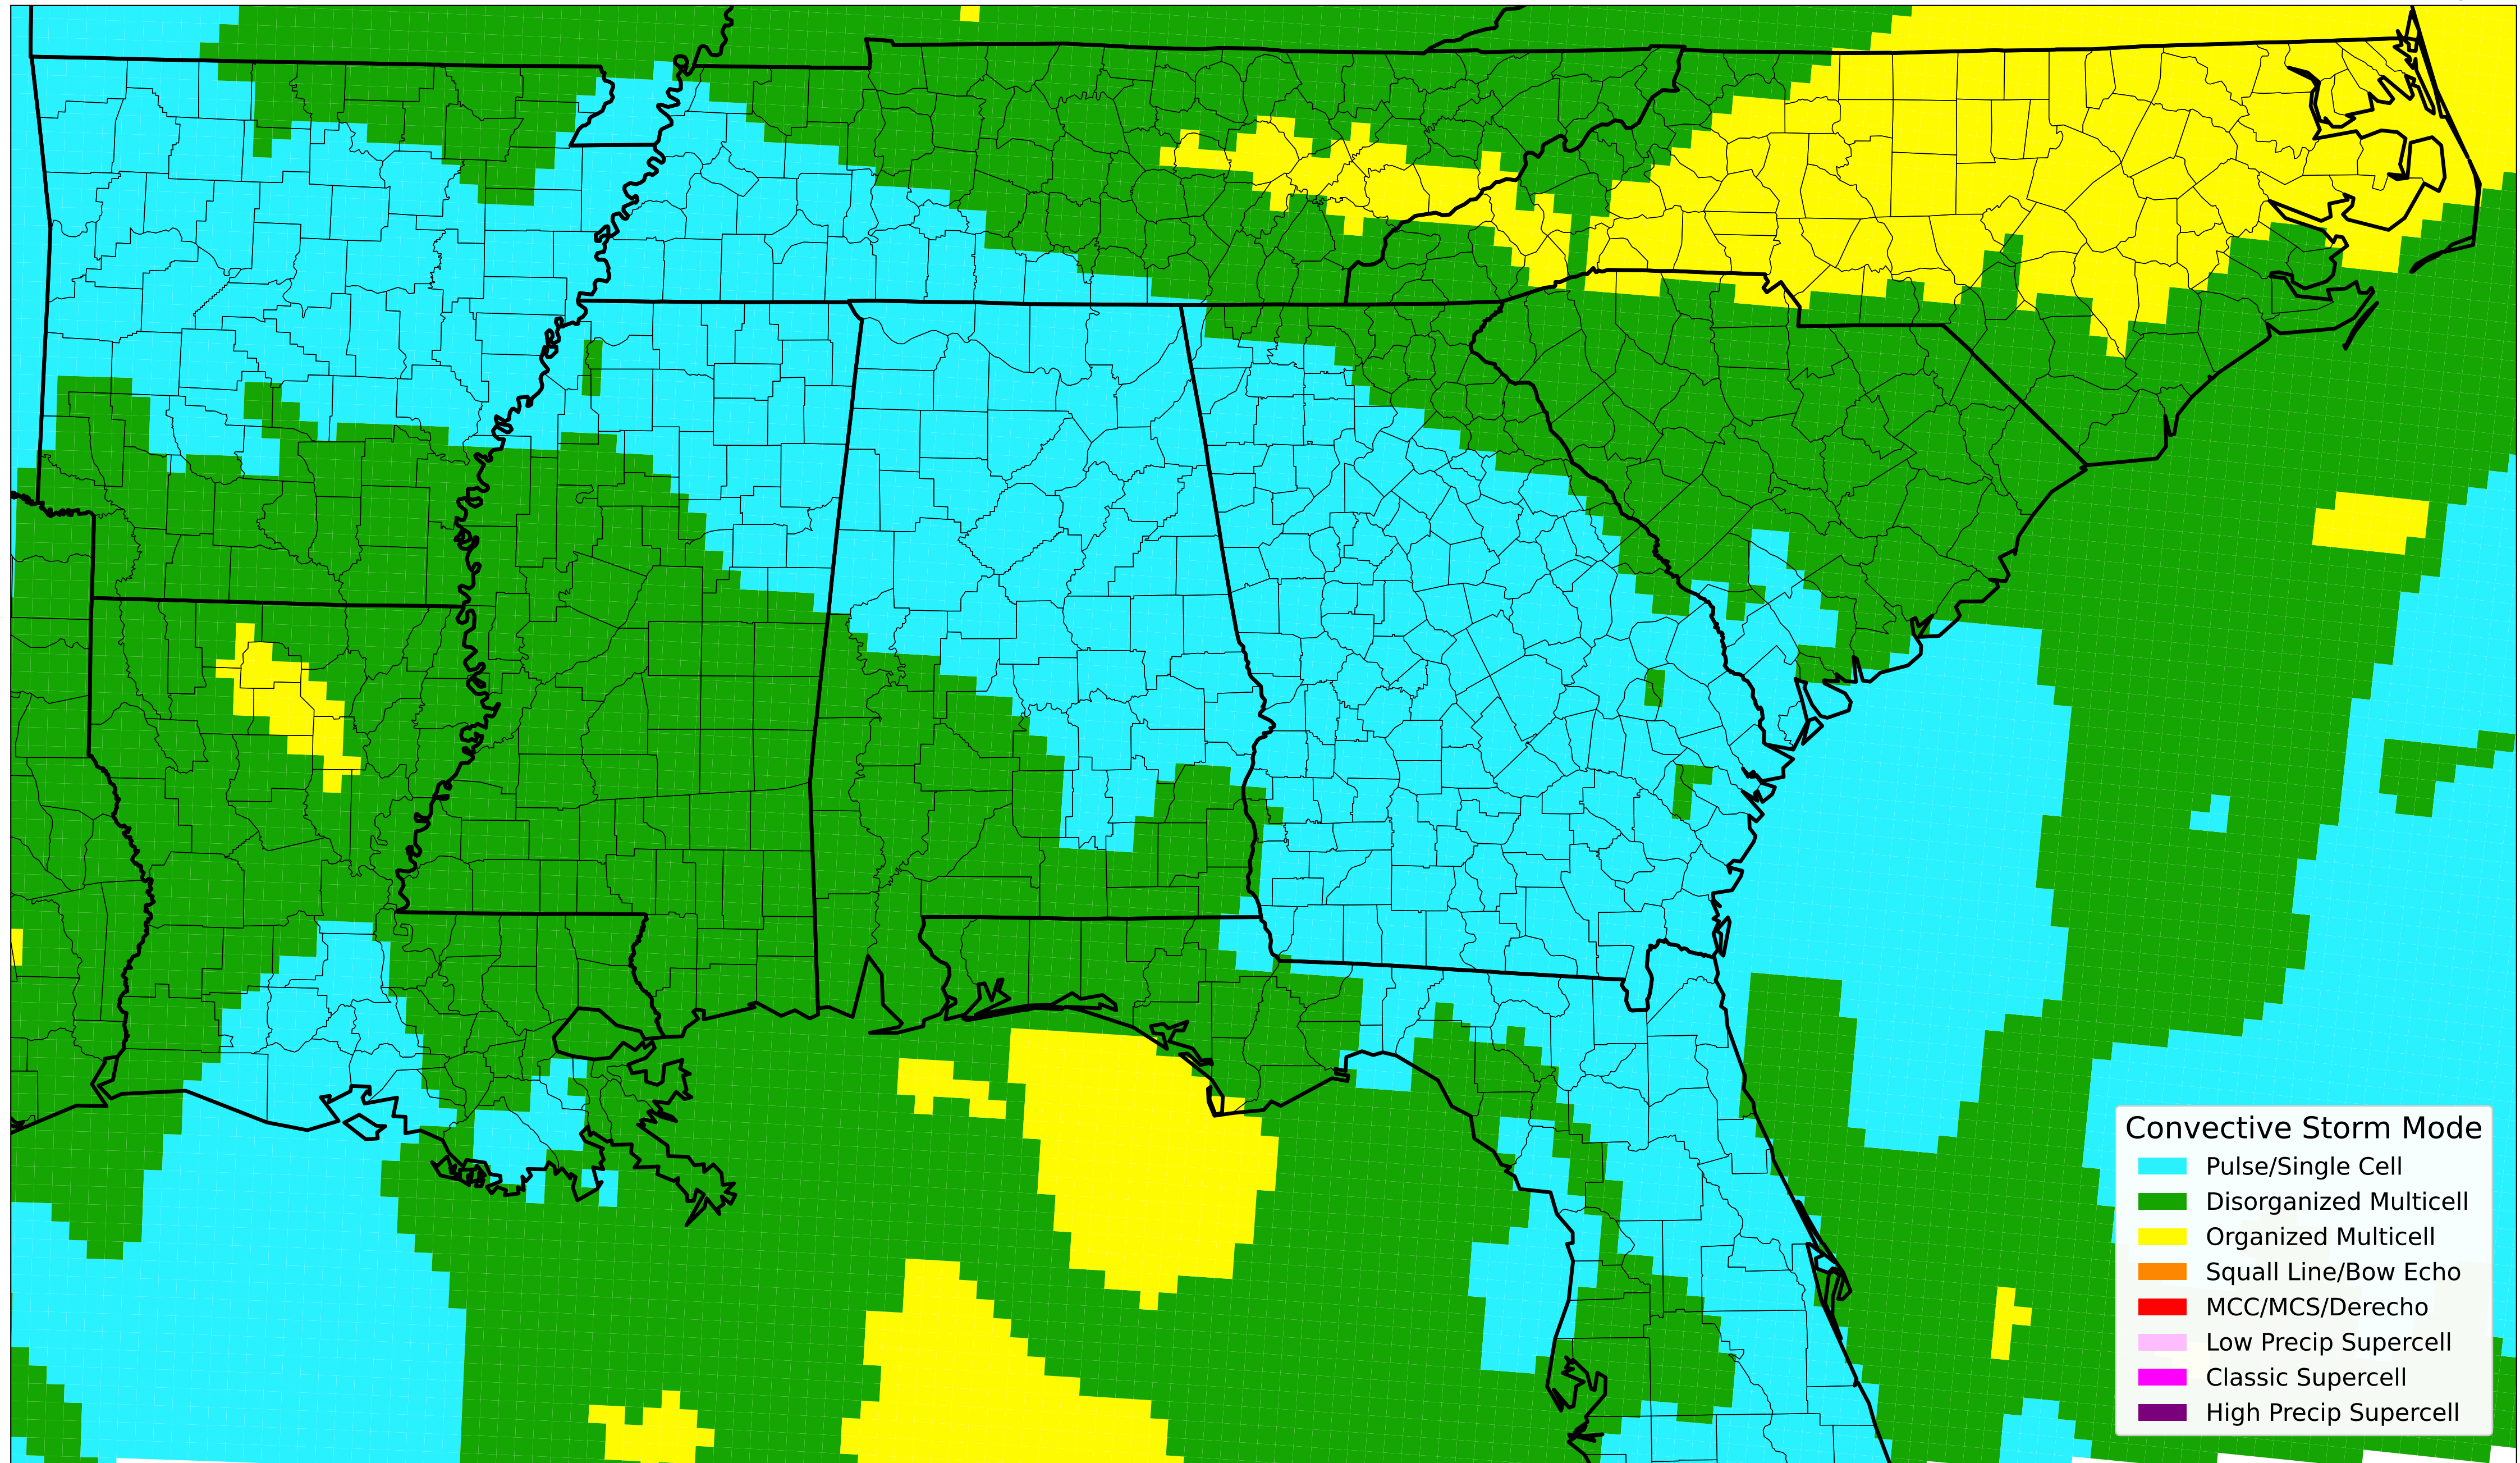 Convective Storm Mode
Pulse/Single Cell
Disorganized Multicell
Organized Multicell
Squall Line/Bow Echo
MCC/MCS/Derecho
Low Precip Supercell
Classic Supercell
High Precip Supercell